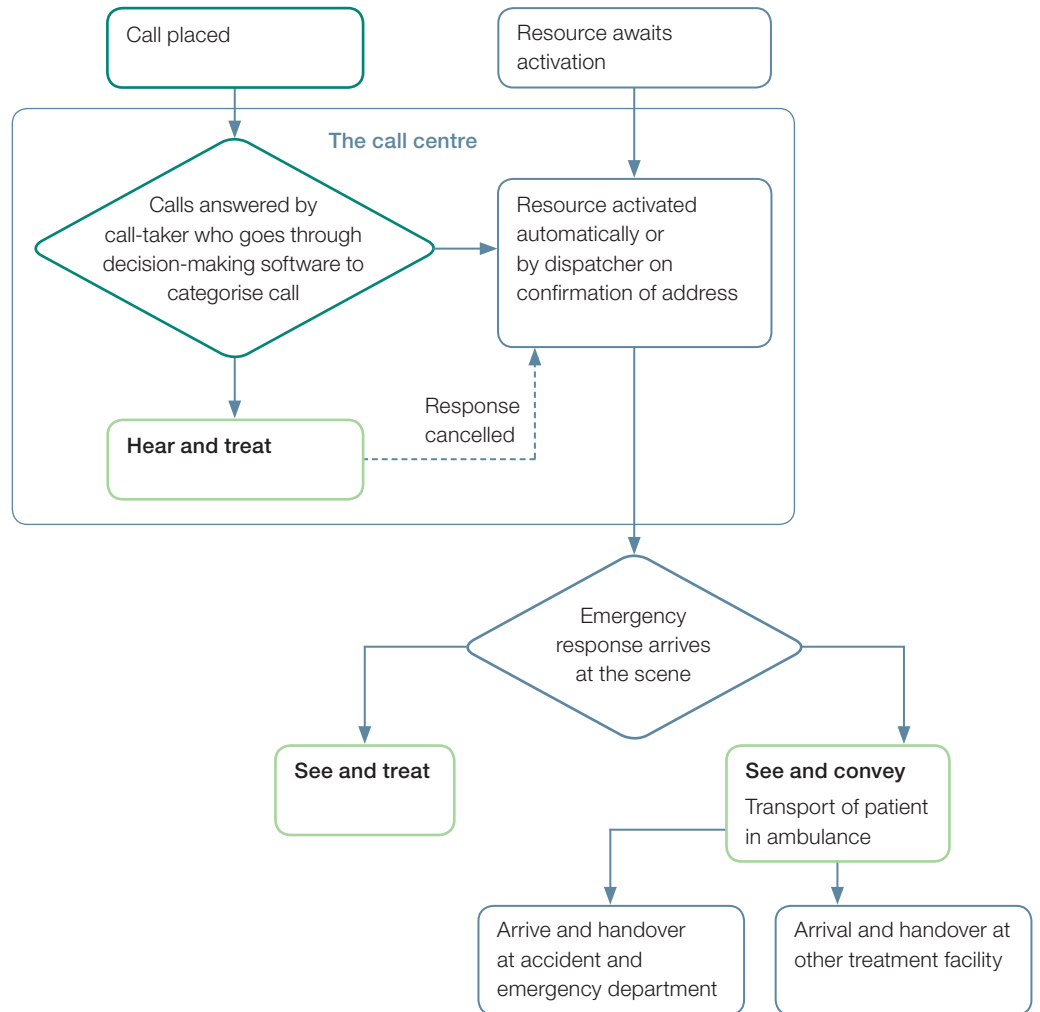 Call placed
Resource awaits
activation
The call centre
Calls answered by
call-taker who goes through
decision-making software to
categorise call
Resource activated
automatically or
by dispatcher on
confirmation of address
Response
cancelled
Hear and treat
Emergency
response arrives
at the scene
See and treat
See and convey
Transport of patient
in ambulance
Arrive and handover
at accident and
emergency department
Arrival and handover at
other treatment facility